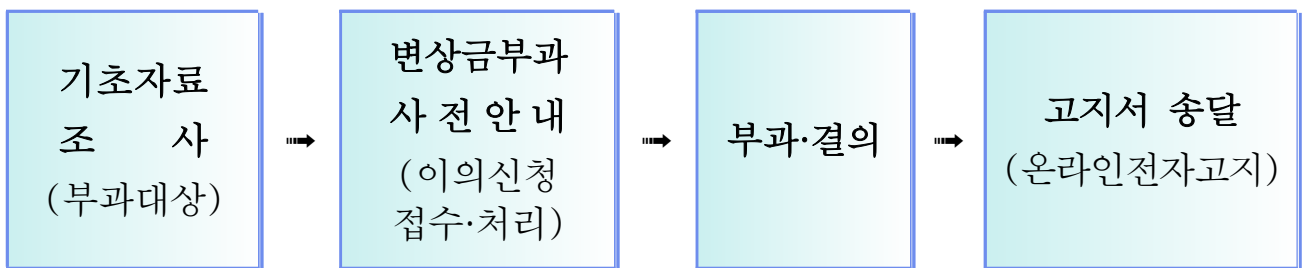 기초자료
조 사
(부과대상)
변상금부과
사 전 안 내
(이의신청
접수·처리)
부과·결의
고지서 송달
(온라인전자고지)